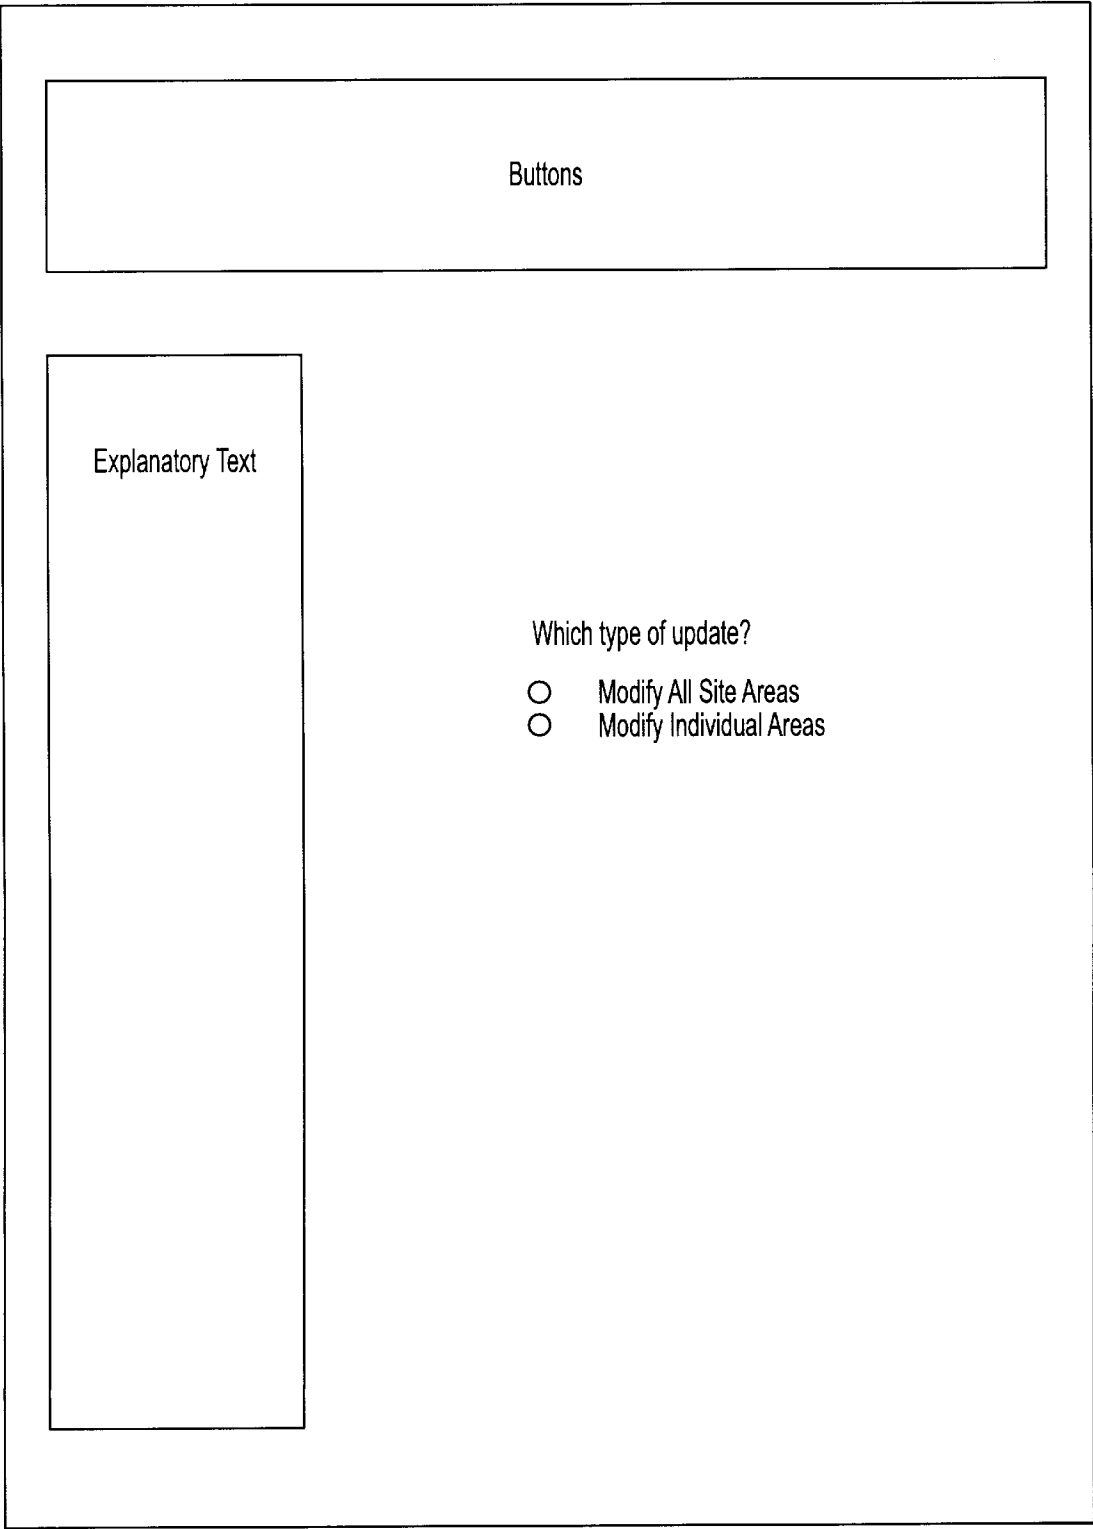 Buttons
Explanatory Text
Which type of update?
Modify All Site Areas
Modify Individual Areas